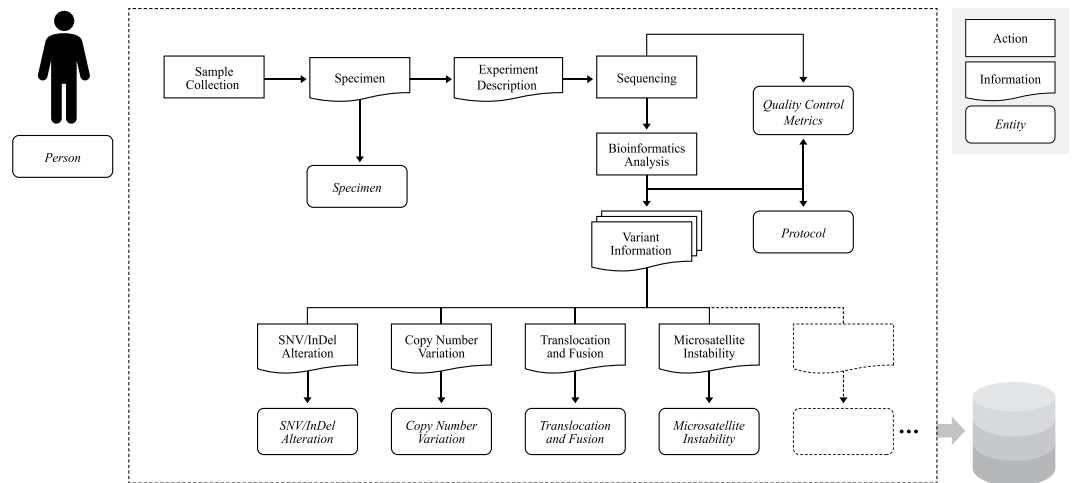 Person
Sample
Collection
Specimen
Experiment
Description
Sequencing
Specimen
Bioinformatics
Analysis
Quality Control
Metrics
Protocol
Variant
Information
SNV/InDel
Alteration
Copy Number
Variation
Translocation
and Fusion
Microsatellite
Instability
SNV/InDel
Alteration
Copy Number
Variation
Translocation
and Fusion
Microsatellite
Instability
...
Action
Information
Entity